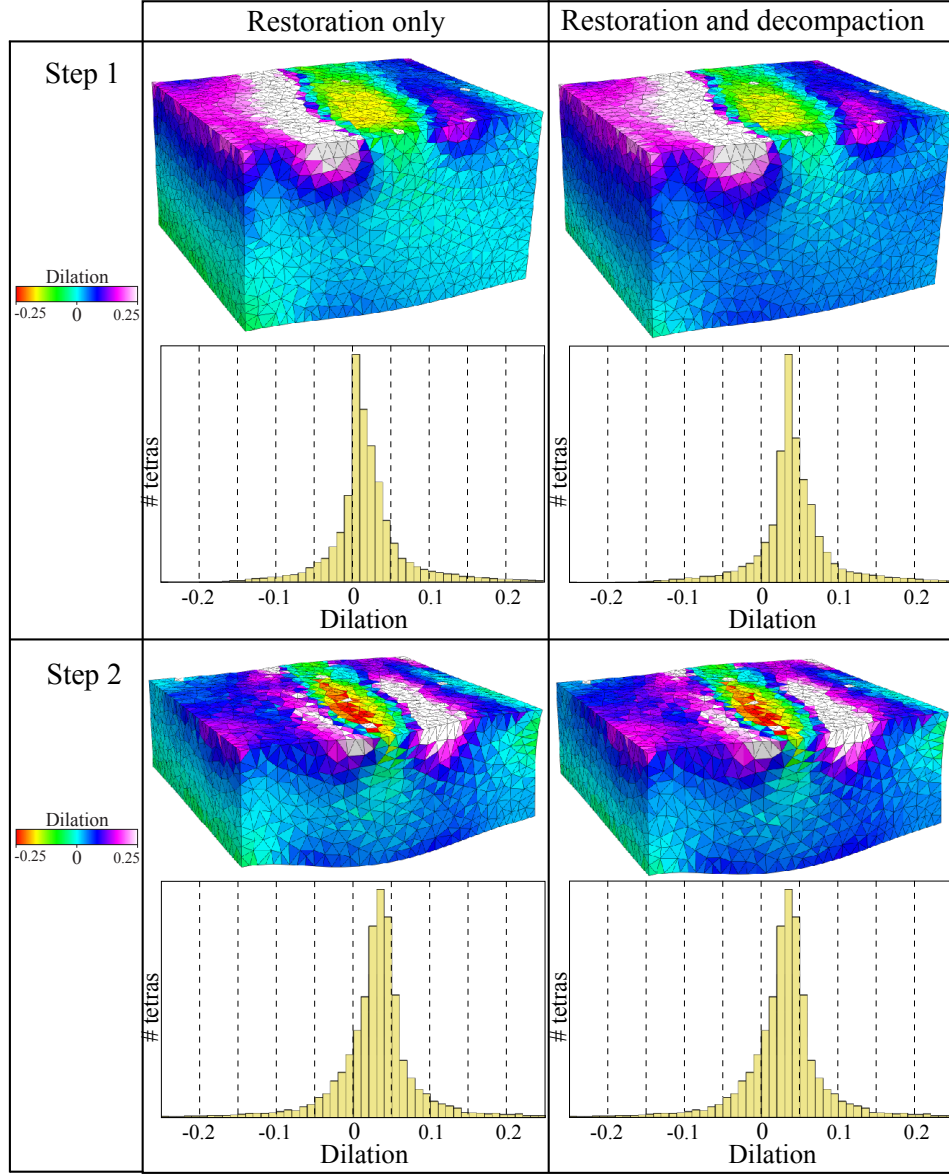 Restoration only
Restoration and decompaction
Step 1
Dilation
-0.25 0 0.25
# tetras
-0.2 -0.1 0 0.1 0.2
Dilation
# tetras
-0.2 -0.1 0 0.1 0.2
Dilation
Step 2
Dilation
-0.25 0 0.25
# tetras
-0.2 -0.1 0 0.1 0.2
Dilation
# tetras
-0.2 -0.1 0 0.1 0.2
Dilation